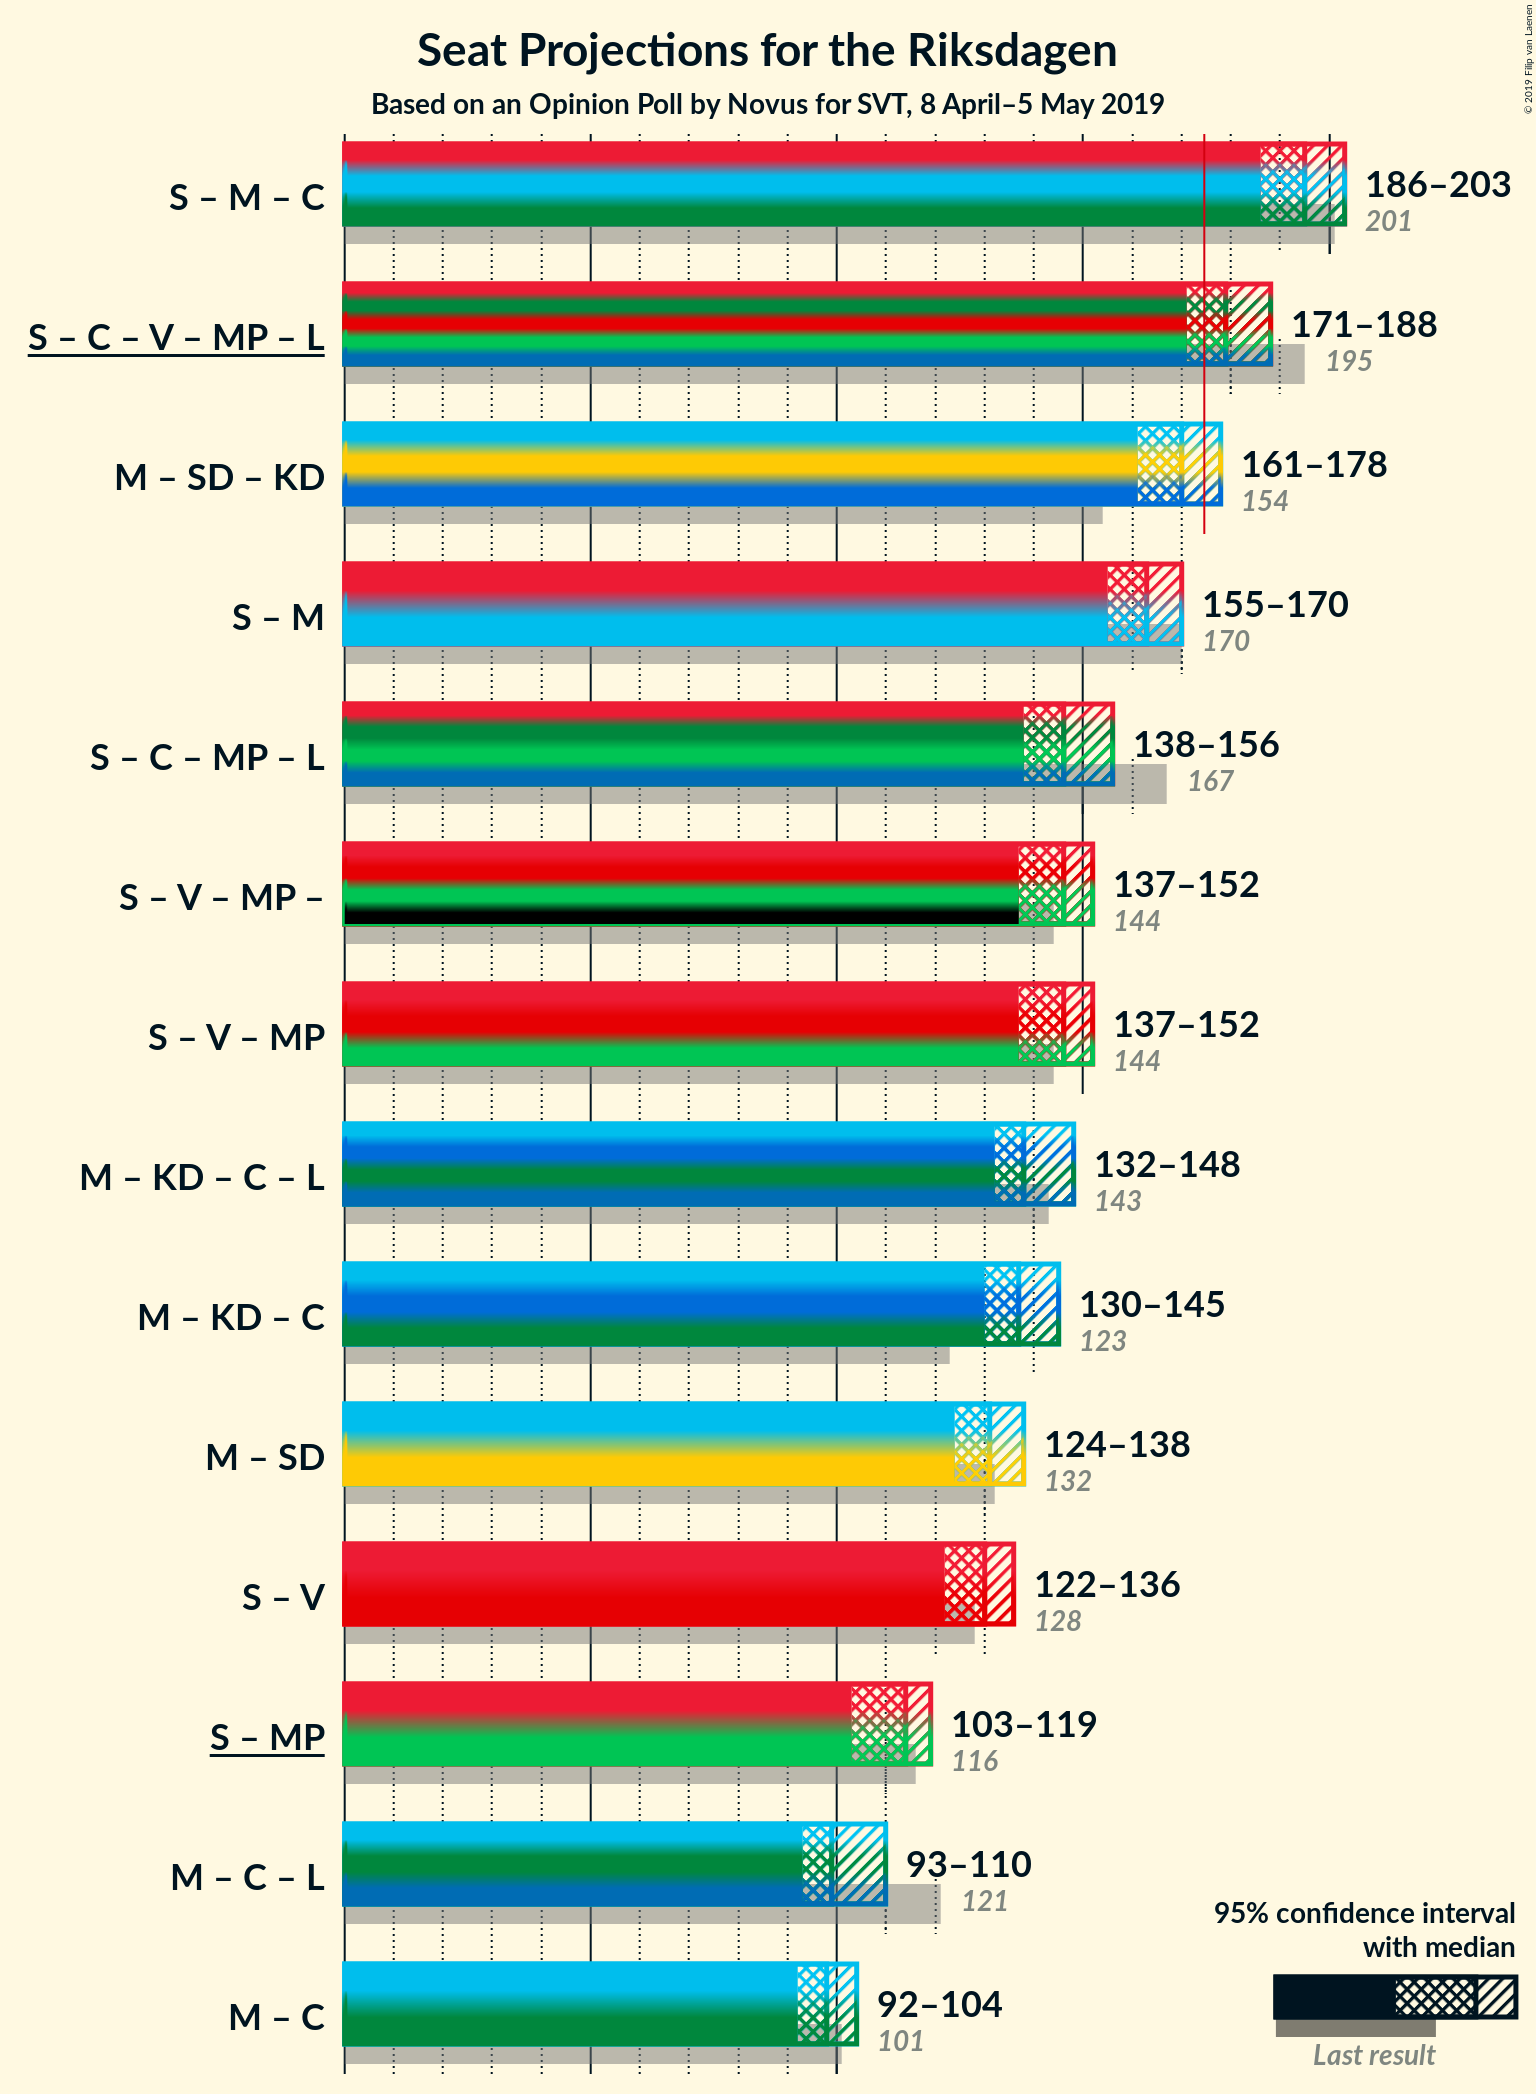 Seat Projections for the Riksdagen
Based on an Opinion Poll by Novus for SVT, 8 April–5 May 2019
© 2019 Filip van Laenen
S – M – C
186–203
201
S – C – V – MP – L
171–188
195
M – SD – KD
161–178
154
S – M
155–170
170
S – C – MP – L
138–156
167
S – V – MP –
137–152
144
S – V – MP
137–152
144
M – KD – C – L
132–148
143
M – KD – C
130–145
123
M – SD
124–138
132
S – V
122–136
128
S – MP
103–119
116
M – C – L
93–110
121
M – C
92–104
101
95% confidence interval
with median
Last result